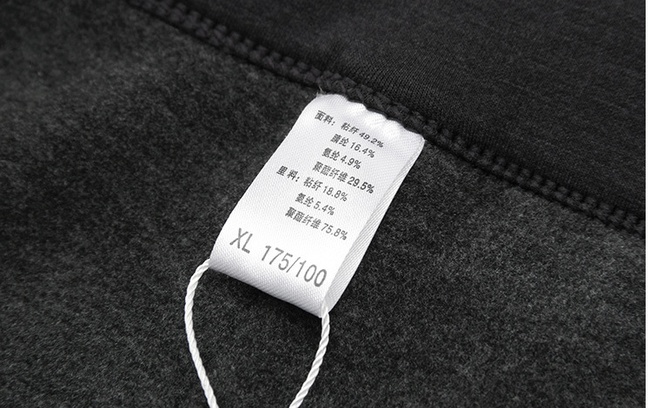 面料：粘纤 49.2%
腈纶 16.4%
氨纶 4.9%
聚酯纤维 29.5%
里料：粘纤 18.8%
氨纶 5.4%
聚酯纤维 75.8%
XL 175/100